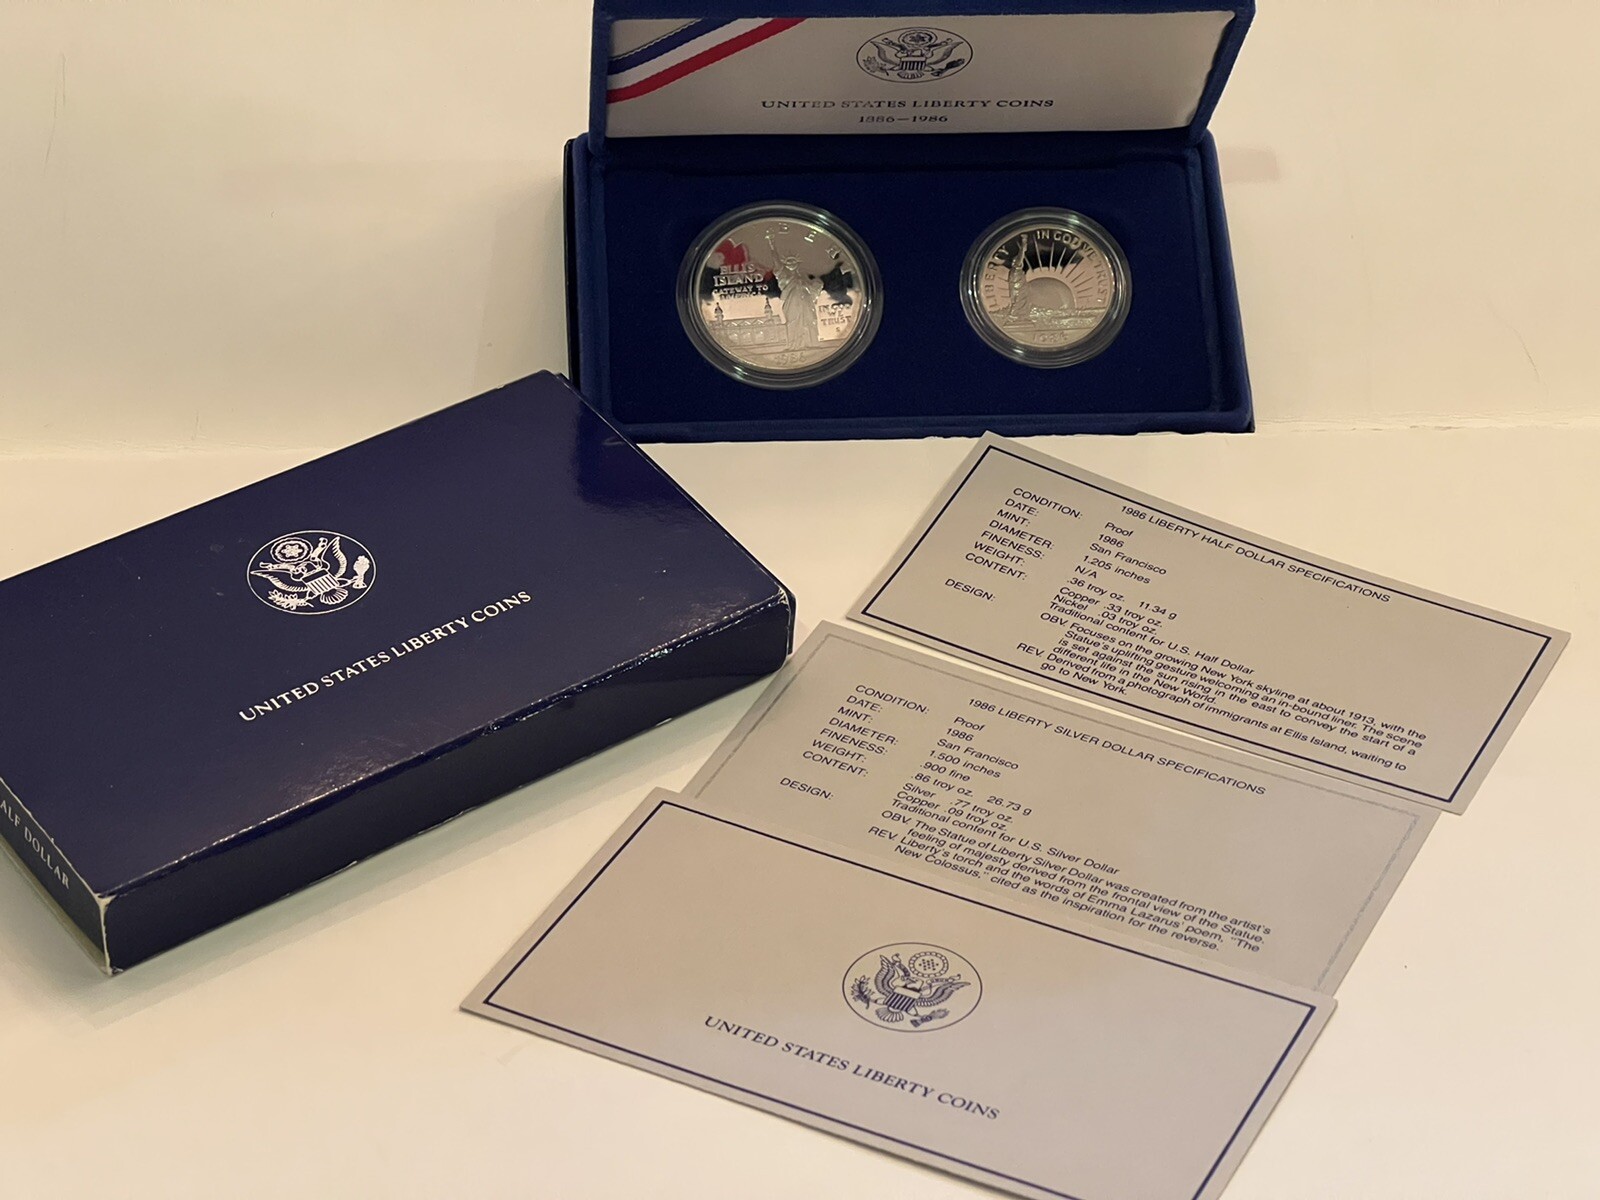 UNITED STATES LIBERTY COINS
1886–1986
ELLIS
ISLAND
GATEWAY TO
IN GOD
WE
TRUST
1986
LIBERTY
IN GOD WE TRUST
1986
UNITED STATES LIBERTY COINS
HALF DOLLAR
1986 LIBERTY HALF DOLLAR SPECIFICATIONS
CONDITION: Proof
DATE: 1986
MINT: San Francisco
DIAMETER: 1.205 inches
FINENESS: N/A
WEIGHT: .36 troy oz. 11.34 g
CONTENT: Copper .33 troy oz.
Nickel .03 troy oz.
Traditional content for U.S. Half Dollar
DESIGN: OBV. Focuses on the growing New York skyline at about 1913, with the
Statue's uplifting gesture welcoming an in-bound liner. The scene
is set against the sun rising in the east to convey the start of a
different life in the New World.
REV. Derived from a photograph of immigrants at Ellis Island, waiting to
go to New York.
1986 LIBERTY SILVER DOLLAR SPECIFICATIONS
CONDITION: Proof
DATE: 1986
MINT: San Francisco
DIAMETER: 1.500 inches
FINENESS: .900 fine
WEIGHT: .86 troy oz. 26.73 g
CONTENT: Silver .77 troy oz.
Copper .09 troy oz.
Traditional content for U.S. Silver Dollar
DESIGN: OBV. The Statue of Liberty Silver Dollar was created from the artist's
feeling of majesty derived from the frontal view of the Statue.
REV. Liberty's torch and the words of Emma Lazarus' poem, "The
New Colossus," cited as the inspiration for the reverse.
UNITED STATES LIBERTY COINS